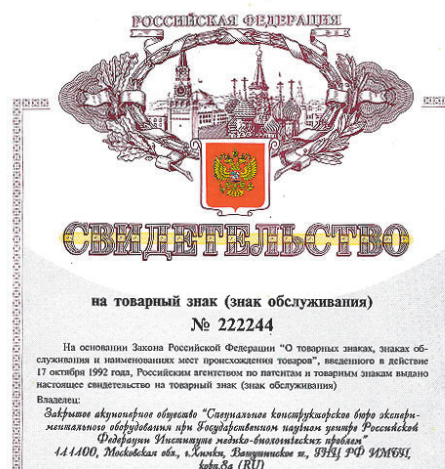 РОССИЙСКАЯ ФЕДЕРАЦИЯ
СВИДЕТЕЛЬСТВО
на товарный знак (знак обслуживания)
№ 222244
На основании Закона Российской Федерации “О товарных знаках, знаках об-
служивания и наименованиях мест происхождения товаров”, введенного в действие
17 октября 1992 года, Российским агентством по патентам и товарным знакам выдано
настоящее свидетельство на товарный знак (знак обслуживания)
Владелец:
Закрытое акционерное общество “Специальное конструкторское бюро экспери-
ментального оборудования при Государственном научном центре Российской
Федерации Институте медико-биологических проблем”
141400, Московская обл., г.Химки, Вашутинское ш., ГНЦ РФ ИМБП,
корп.8а (RU)